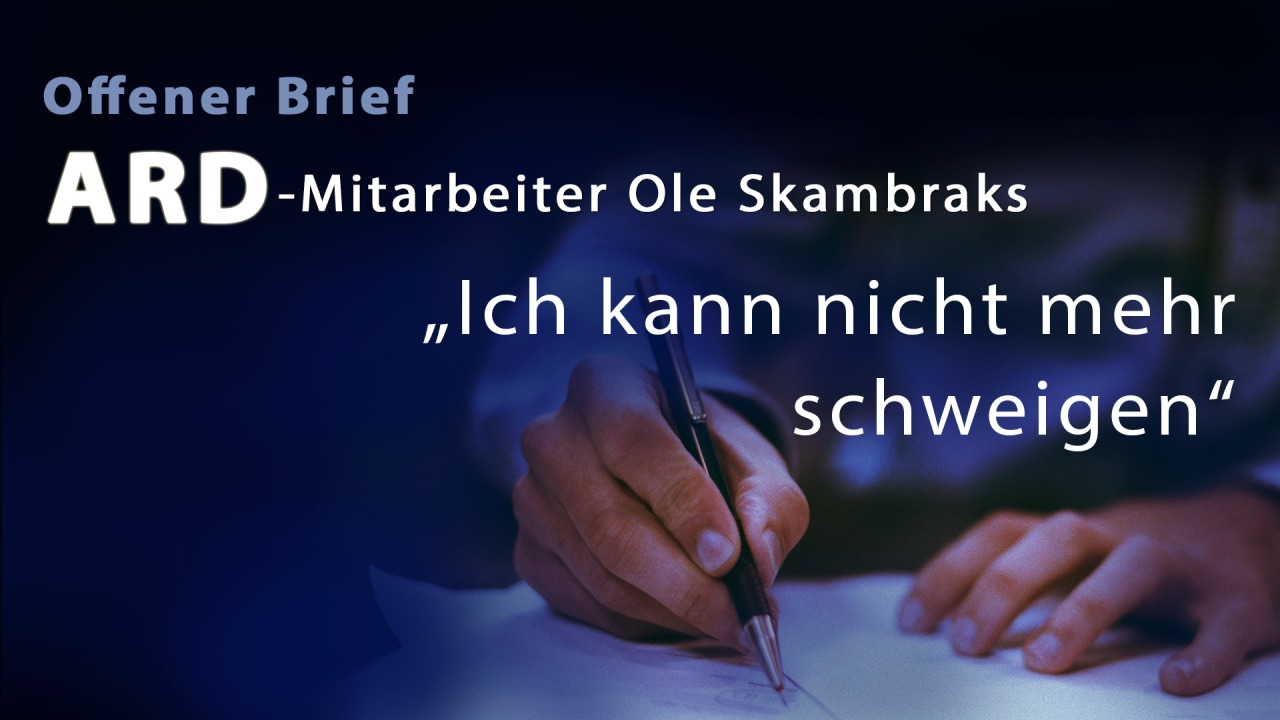 Offener Brief
ARD-Mitarbeiter Ole Skambraks
„Ich kann nicht mehr
schweigen“